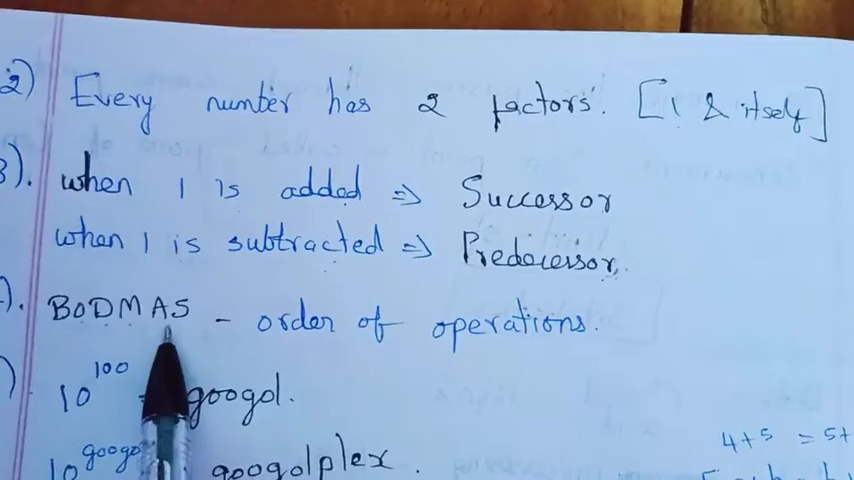 2) Every number has 2 factors. [1 & itself]
3). when 1 is added => Successor
when 1 is subtracted => Predecessor.
). BODMAS - order of operations.
) 10^100 = googol.
10^googo googolplex.
4+5 = 5+